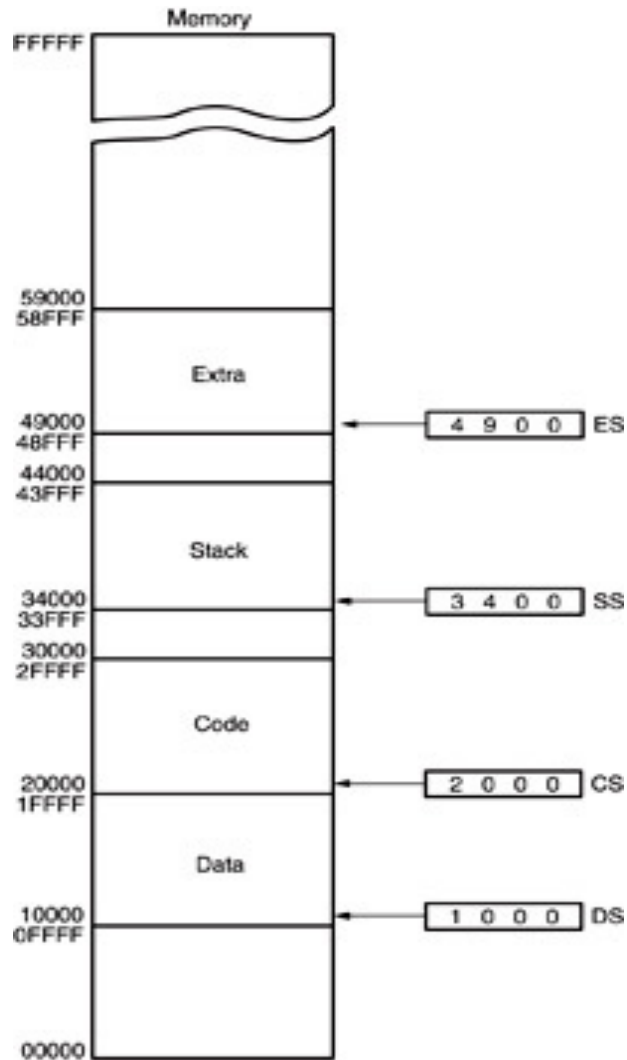 Memory
FFFFF
59000
58FFF
Extra
49000
4 9 0 0 ES
48FFF
44000
43FFF
Stack
34000
3 4 0 0 SS
33FFF
30000
2FFFF
Code
20000
2 0 0 0 CS
1FFFF
Data
10000
1 0 0 0 DS
0FFFF
00000